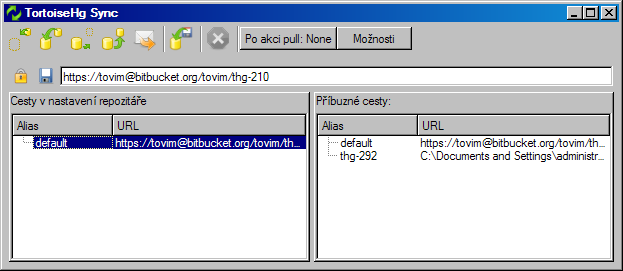 TortoiseHg Sync
Po akci pull: None Možnosti
https://tovim@bitbucket.org/tovim/thg-210
Cesty v nastavení repozitáře
Alias URL
default https://tovim@bitbucket.org/tovim/th...
Příbuzné cesty:
Alias URL
default https://tovim@bitbucket.org/tovim/th...
thg-292 C:\Documents and Settings\administr...